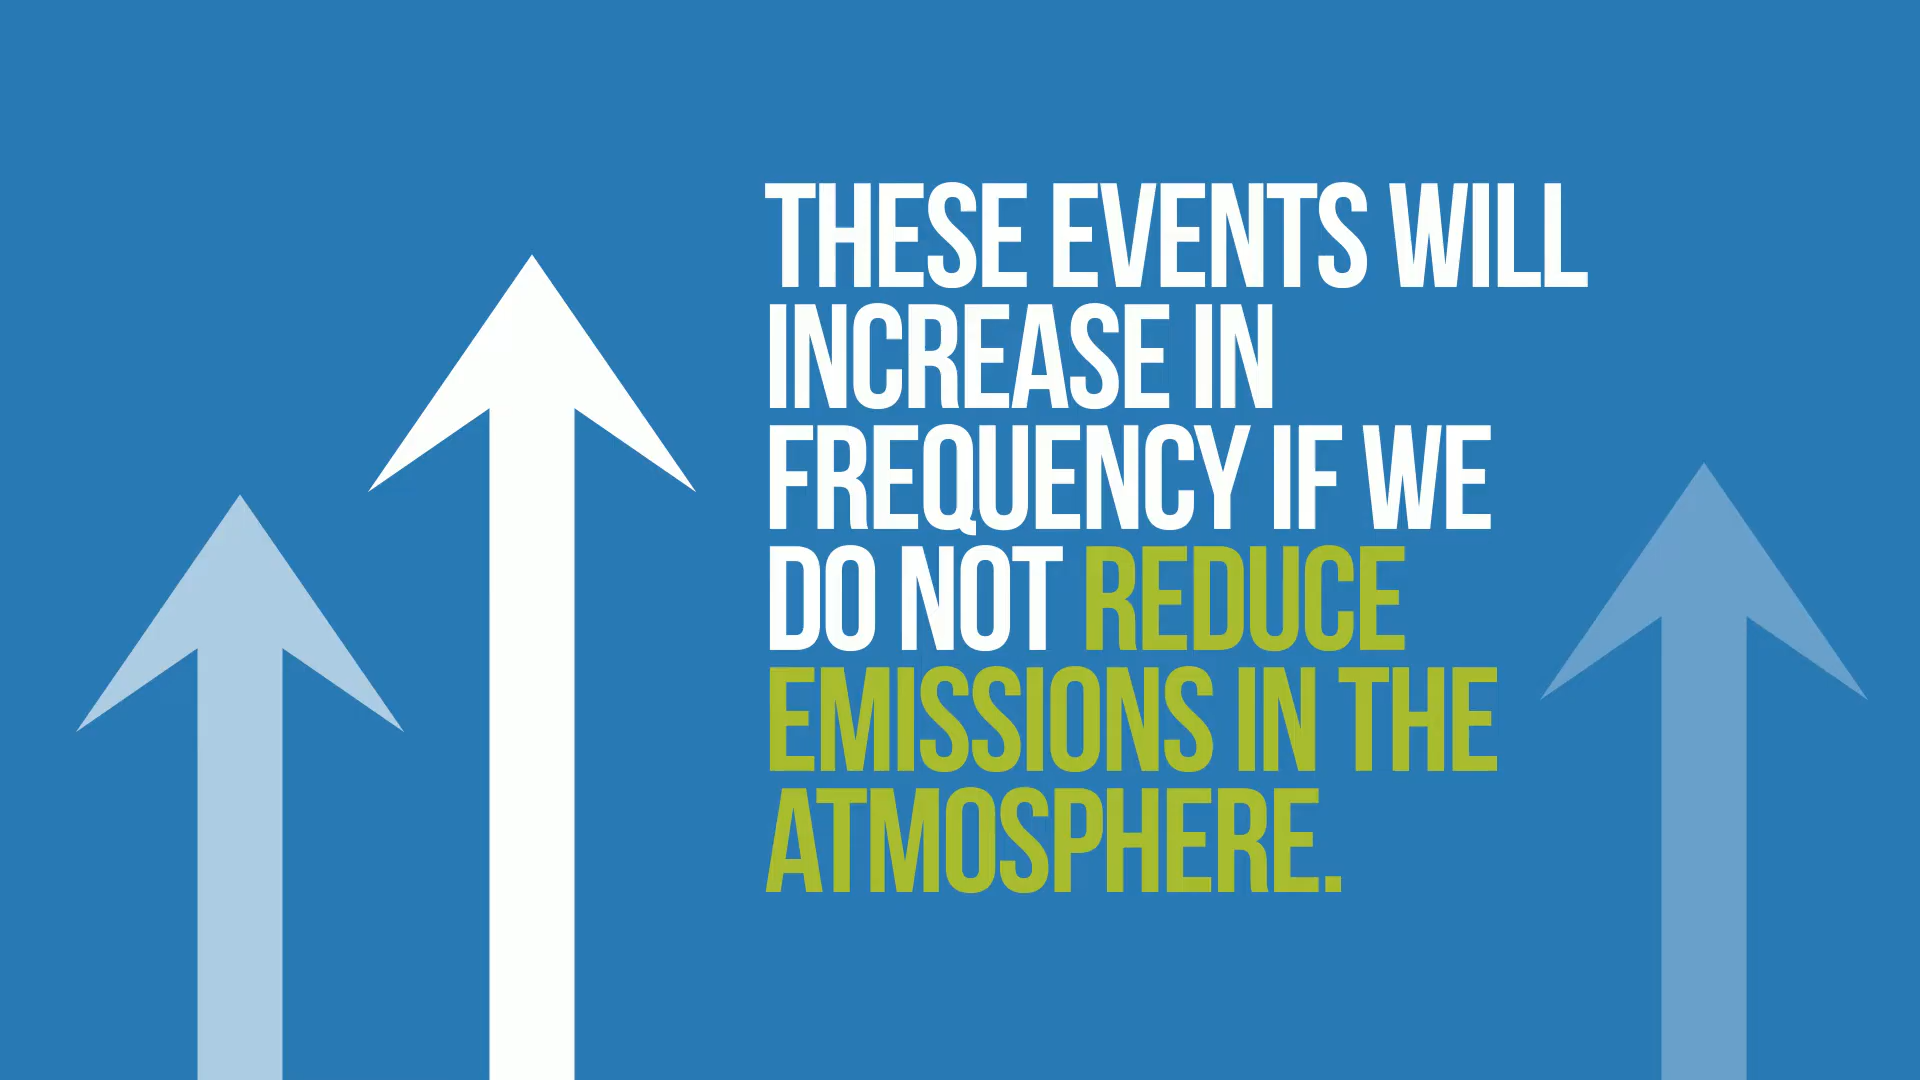 THESE EVENTS WILL
INCREASE IN
FREQUENCY IF WE
DO NOT REDUCE
EMISSIONS IN THE
ATMOSPHERE.